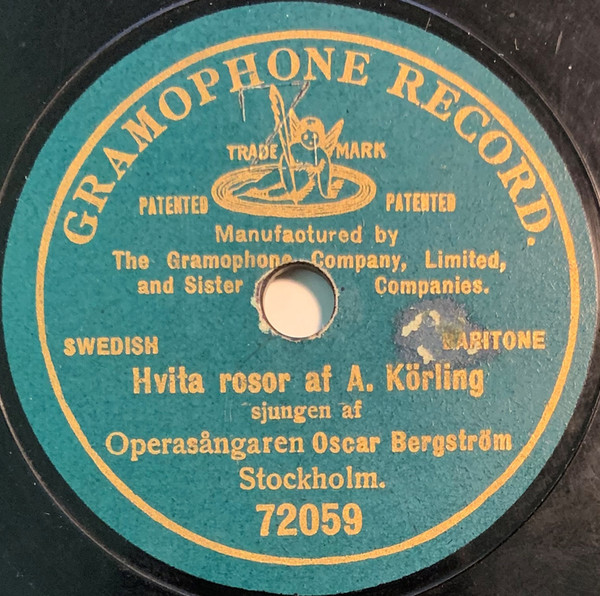 GRAMOPHONE RECORD.
TRADE MARK
PATENTED PATENTED
Manufactured by
The Gramophone Company, Limited,
and Sister Companies.
SWEDISH BARITONE
Hvita rosor af A. Körling
sjungen af
Operasångaren Oscar Bergström
Stockholm.
72059